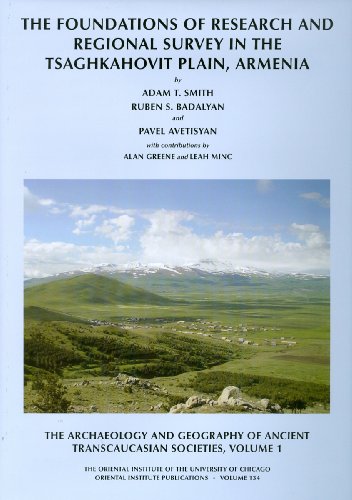 THE FOUNDATIONS OF RESEARCH AND
REGIONAL SURVEY IN THE
TSAGHKAHOVIT PLAIN, ARMENIA
by
ADAM T. SMITH
RUBEN S. BADALYAN
and
PAVEL AVETISYAN
with contributions by
ALAN GREENE and LEAH MINC
THE ARCHAEOLOGY AND GEOGRAPHY OF ANCIENT
TRANSCAUCASIAN SOCIETIES, VOLUME 1
THE ORIENTAL INSTITUTE OF THE UNIVERSITY OF CHICAGO
ORIENTAL INSTITUTE PUBLICATIONS • VOLUME 134